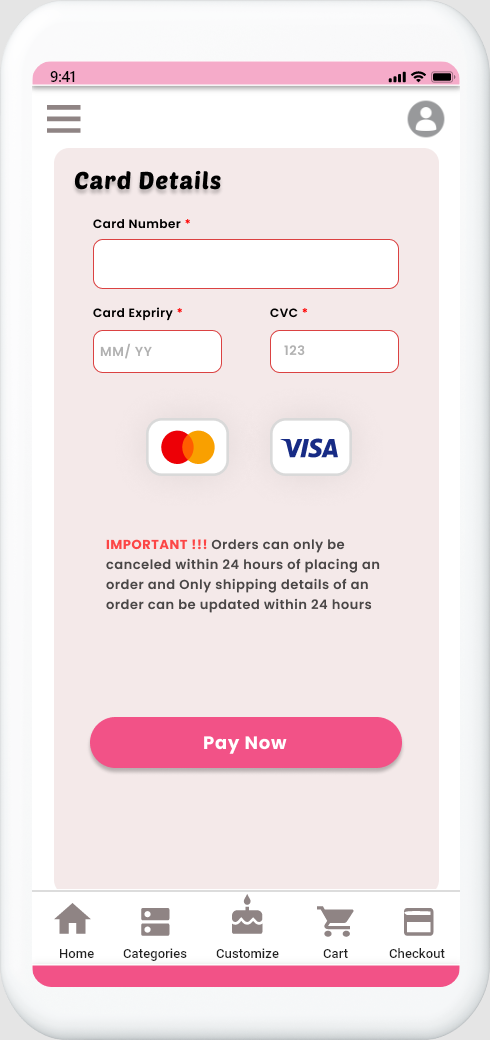 9:41
Card Details
Card Number *
Card Expriry *
CVC *
MM/ YY
123
VISA
IMPORTANT !!! Orders can only be
canceled within 24 hours of placing an
order and Only shipping details of an
order can be updated within 24 hours
Pay Now
Home
Categories
Customize
Cart
Checkout